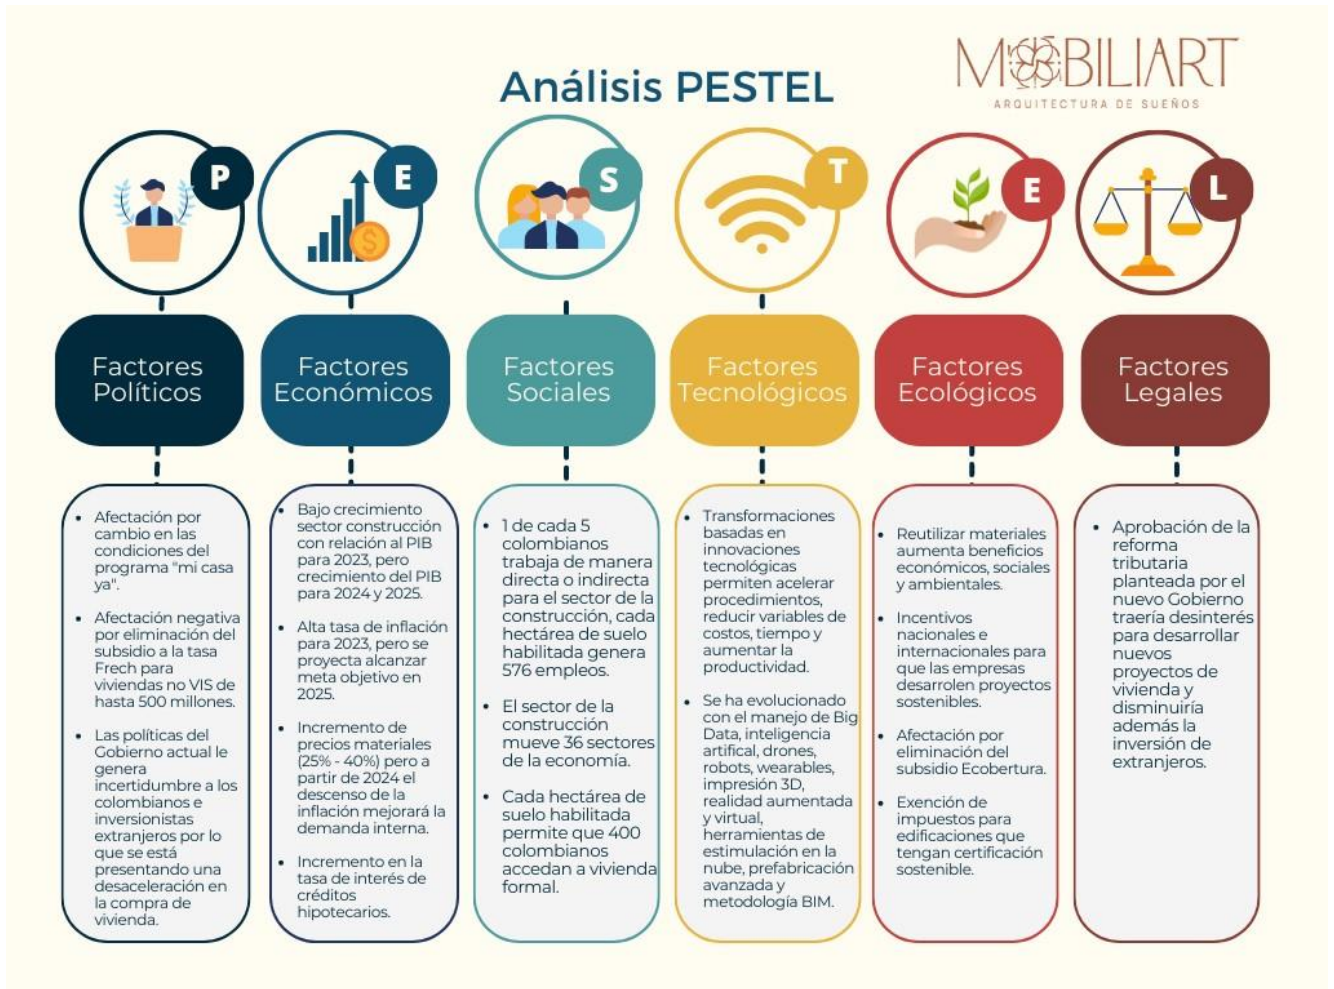 MOBILIART
ARQUITECTURA DE SUEÑOS
Análisis PESTEL
P
E
S
T
E
L
$
Factores
Políticos
Factores
Económicos
Factores
Sociales
Factores
Tecnológicos
Factores
Ecológicos
Factores
Legales
• Afectación por
cambio en las
condiciones del
programa "mi casa
ya".
• Afectación negativa
por eliminación del
subsidio a la tasa
Frech para
viviendas no VIS de
hasta 500 millones.
• Las políticas del
Gobierno actual le
genera
incertidumbre a los
colombianos e
inversionistas
extranjeros por lo
que se está
presentando una
desaceleración en
la compra de
vivienda.
• Bajo crecimiento
sector construcción
con relación al PIB
para 2023, pero
crecimiento del PIB
para 2024 y 2025.
• Alta tasa de inflación
para 2023, pero se
proyecta alcanzar
meta objetivo en
2025.
• Incremento de
precios materiales
(25% - 40%) pero a
partir de 2024 el
descenso de la
inflación mejorará la
demanda interna.
• Incremento en la
tasa de interés de
créditos
hipotecarios.
• 1 de cada 5
colombianos
trabaja de manera
directa o indirecta
para el sector de la
construcción, cada
hectárea de suelo
habilitada genera
576 empleos.
• El sector de la
construcción
mueve 36 sectores
de la economía.
• Cada hectárea de
suelo habilitada
permite que 400
colombianos
accedan a vivienda
formal.
• Transformaciones
basadas en
innovaciones
tecnológicas
permiten acelerar
procedimientos,
reducir variables de
costos, tiempo y
aumentar la
productividad.
• Se ha evolucionado
con el manejo de Big
Data, inteligencia
artifical, drones,
robots, wearables,
impresión 3D,
realidad aumentada
y virtual,
herramientas de
estimulación en la
nube, prefabricación
avanzada y
metodología BIM.
• Reutilizar materiales
aumenta beneficios
económicos, sociales
y ambientales.
• Incentivos
nacionales e
internacionales para
que las empresas
desarrolen proyectos
sostenibles.
• Afectación por
eliminación del
subsidio Ecobertura.
• Exención de
impuestos para
edificaciones que
tengan certificación
sostenible.
• Aprobación de la
reforma
tributaria
planteada por el
nuevo Gobierno
traería desinterés
para desarrollar
nuevos
proyectos de
vivienda y
disminuiría
además la
inversión de
extranjeros.